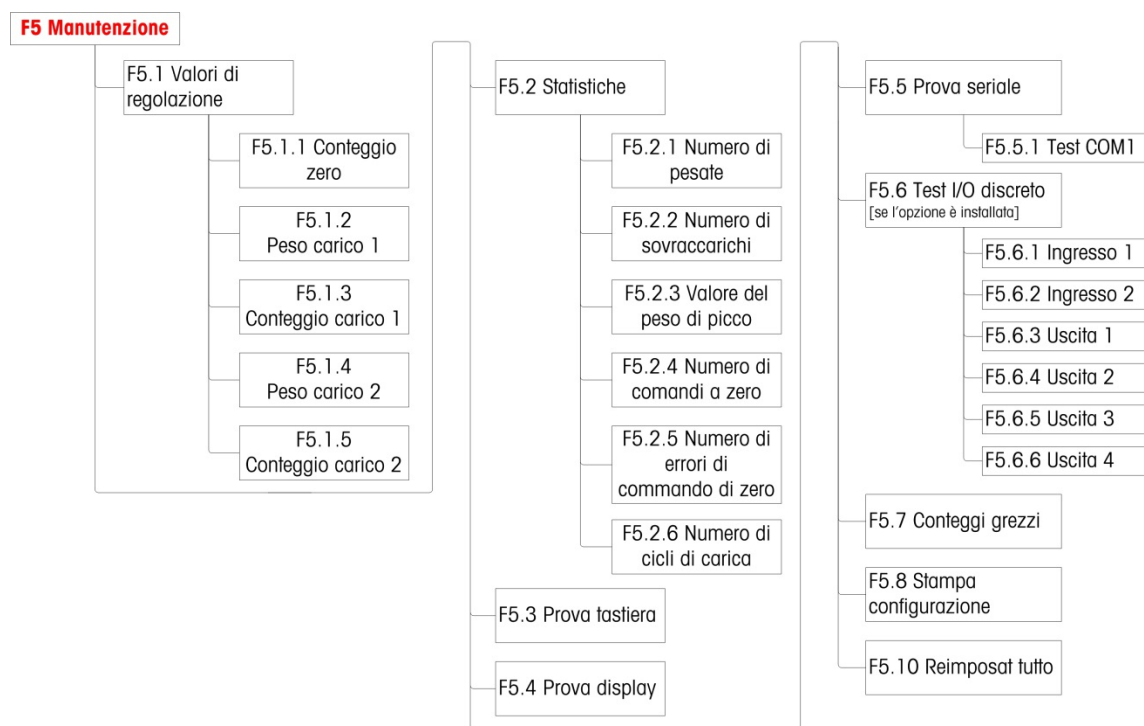 F5 Manutenzione
F5.1 Valori di
regolazione
F5.1.1 Conteggio
zero
F5.1.2
Peso carico 1
F5.1.3
Conteggio carico 1
F5.1.4
Peso carico 2
F5.1.5
Conteggio carico 2
F5.2 Statistiche
F5.2.1 Numero di
pesate
F5.2.2 Numero di
sovraccarichi
F5.2.3 Valore del
peso di picco
F5.2.4 Numero di
comandi a zero
F5.2.5 Numero di
errori di
commando di zero
F5.2.6 Numero di
cicli di carica
F5.3 Prova tastiera
F5.4 Prova display
F5.5 Prova seriale
F5.5.1 Test COM1
F5.6 Test I/O discreto
[se l'opzione è installata]
F5.6.1 Ingresso 1
F5.6.2 Ingresso 2
F5.6.3 Uscita 1
F5.6.4 Uscita 2
F5.6.5 Uscita 3
F5.6.6 Uscita 4
F5.7 Conteggi grezzi
F5.8 Stampa
configurazione
F5.10 Reimposat tutto